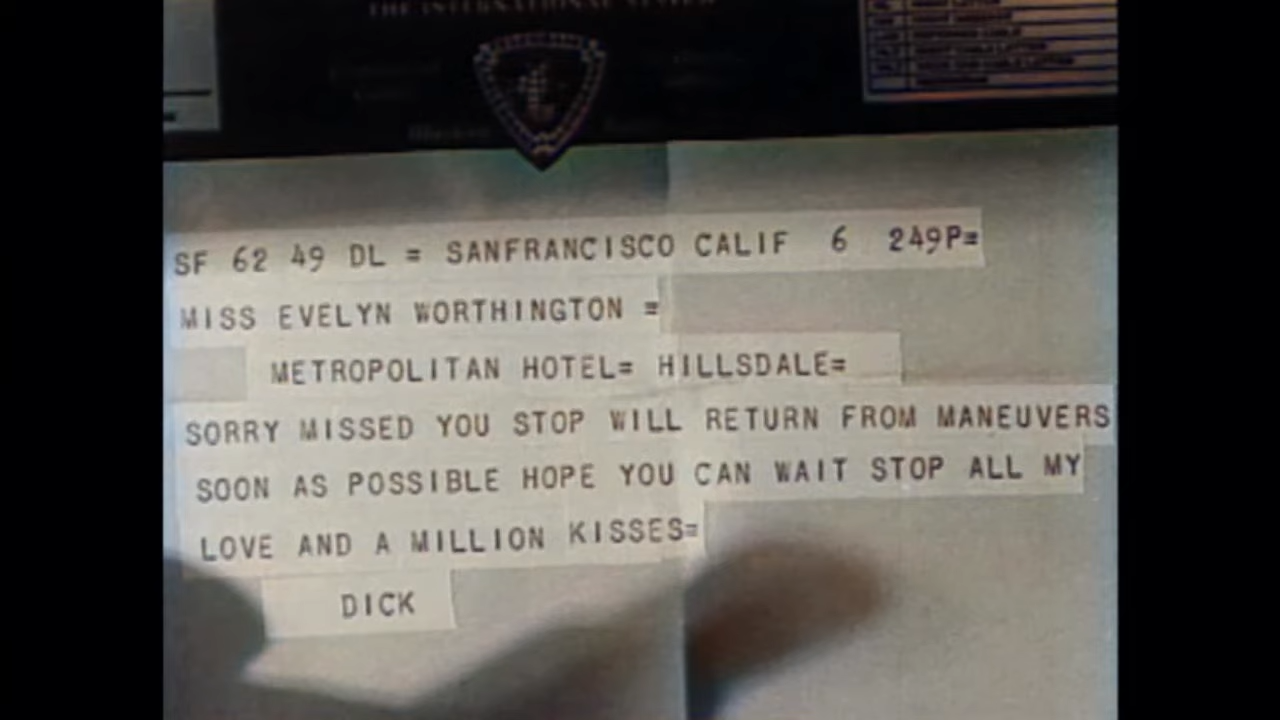 SF 62 49 DL = SANFRANCISCO CALIF 6 249P=
MISS EVELYN WORTHINGTON =
METROPOLITAN HOTEL= HILLSDALE=
SORRY MISSED YOU STOP WILL RETURN FROM MANEUVERS
SOON AS POSSIBLE HOPE YOU CAN WAIT STOP ALL MY
LOVE AND A MILLION KISSES=
DICK